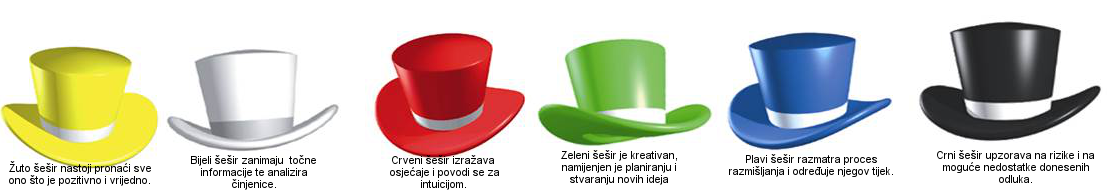 Žuto šešir nastoji pronaći sve
ono što je pozitivno i vrijedno.
Bijeli šešir zanimaju točne
informacije te analizira
činjenice.
Crveni šešir izražava
osjećaje i povodi se za
intuicijom.
Zeleni šešir je kreativan,
namijenjen je planiranju i
stvaranju novih ideja
Plavi šešir razmatra proces
razmišljanja i određuje njegov tijek.
Crni šešir upzorava na rizike i na
moguće nedostatke donesenih
odluka.